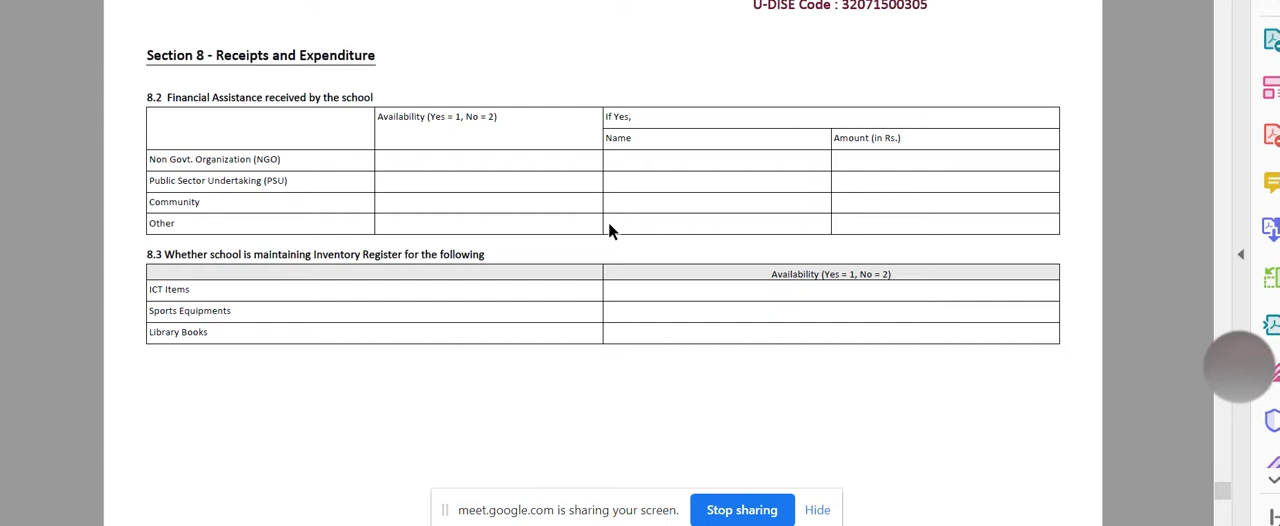 U-DISE Code : 32071500305
Section 8 - Receipts and Expenditure
8.2 Financial Assistance received by the school
Availability (Yes = 1, No = 2) If Yes,
Name Amount (in Rs.)
Non Govt. Organization (NGO)
Public Sector Undertaking (PSU)
Community
Other
8.3 Whether school is maintaining Inventory Register for the following
Availability (Yes = 1, No = 2)
ICT Items
Sports Equipments
Library Books
meet.google.com is sharing your screen. Stop sharing Hide